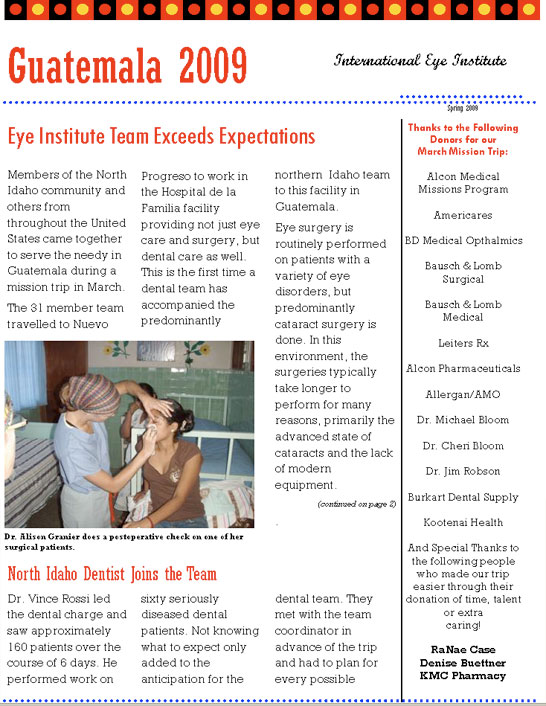 Guatemala 2009
International Eye Institute
Spring 2009
Eye Institute Team Exceeds Expectations
Members of the North
Idaho community and
others from
throughout the United
States came together
to serve the needy in
Guatemala during a
mission trip in March.
The 31 member team
travelled to Nuevo
Progreso to work in
the Hospital de la
Familia facility
providing not just eye
care and surgery, but
dental care as well.
This is the first time a
dental team has
accompanied the
predominantly
northern Idaho team
to this facility in
Guatemala.
Eye surgery is
routinely performed
on patients with a
variety of eye
disorders, but
predominantly
cataract surgery is
done. In this
environment, the
surgeries typically
take longer to
perform for many
reasons, primarily the
advanced state of
cataracts and the lack
of modern
equipment.
(continued on page 2)
.
Dr. Alison Granier does a postoperative check on one of her
surgical patients.
North Idaho Dentist Joins the Team
Dr. Vince Rossi led
the dental charge and
saw approximately
160 patients over the
course of 6 days. He
performed work on
sixty seriously
diseased dental
patients. Not knowing
what to expect only
added to the
anticipation for the
dental team. They
met with the team
coordinator in
advance of the trip
and had to plan for
every possible
Thanks to the Following
Donors for our
March Mission Trip:
Alcon Medical
Missions Program
Americares
BD Medical Opthalmics
Bausch & Lomb
Surgical
Bausch & Lomb
Medical
Leiters Rx
Alcon Pharmaceuticals
Allergan/AMO
Dr. Michael Bloom
Dr. Cheri Bloom
Dr. Jim Robson
Burkart Dental Supply
Kootenai Health
And Special Thanks to
the following people
who made our trip
easier through their
donation of time, talent
or extra
caring!
RaNae Case
Denise Buettner
KMC Pharmacy